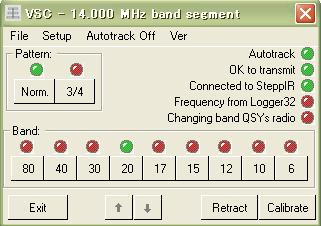 VSC - 14.000 MHz band segment
File Setup Autotrack Off Ver
Pattern:
Norm. 3/4
Autotrack
OK to transmit
Connected to SteppIR
Frequency from Logger32
Changing band QSY's radio
Band:
80 40 30 20 17 15 12 10 6
Exit Retract Calibrate